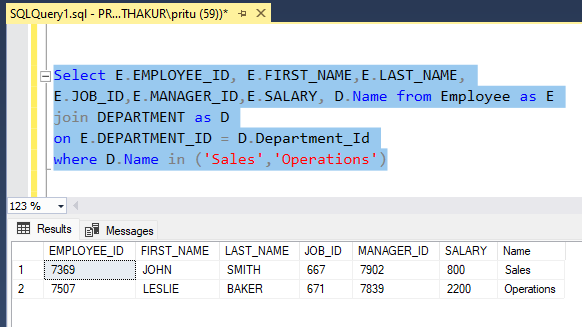 SQLQuery1.sql - PR...THAKUR\pritu (59))*
Select E.EMPLOYEE_ID, E.FIRST_NAME,E.LAST_NAME,
E.JOB_ID,E.MANAGER_ID,E.SALARY, D.Name from Employee as E
join DEPARTMENT as D
on E.DEPARTMENT_ID = D.Department_Id
where D.Name in ('Sales','Operations')
123 %
Results Messages
EMPLOYEE_ID FIRST_NAME LAST_NAME JOB_ID MANAGER_ID SALARY Name
1 7369 JOHN SMITH 667 7902 800 Sales
2 7507 LESLIE BAKER 671 7839 2200 Operations